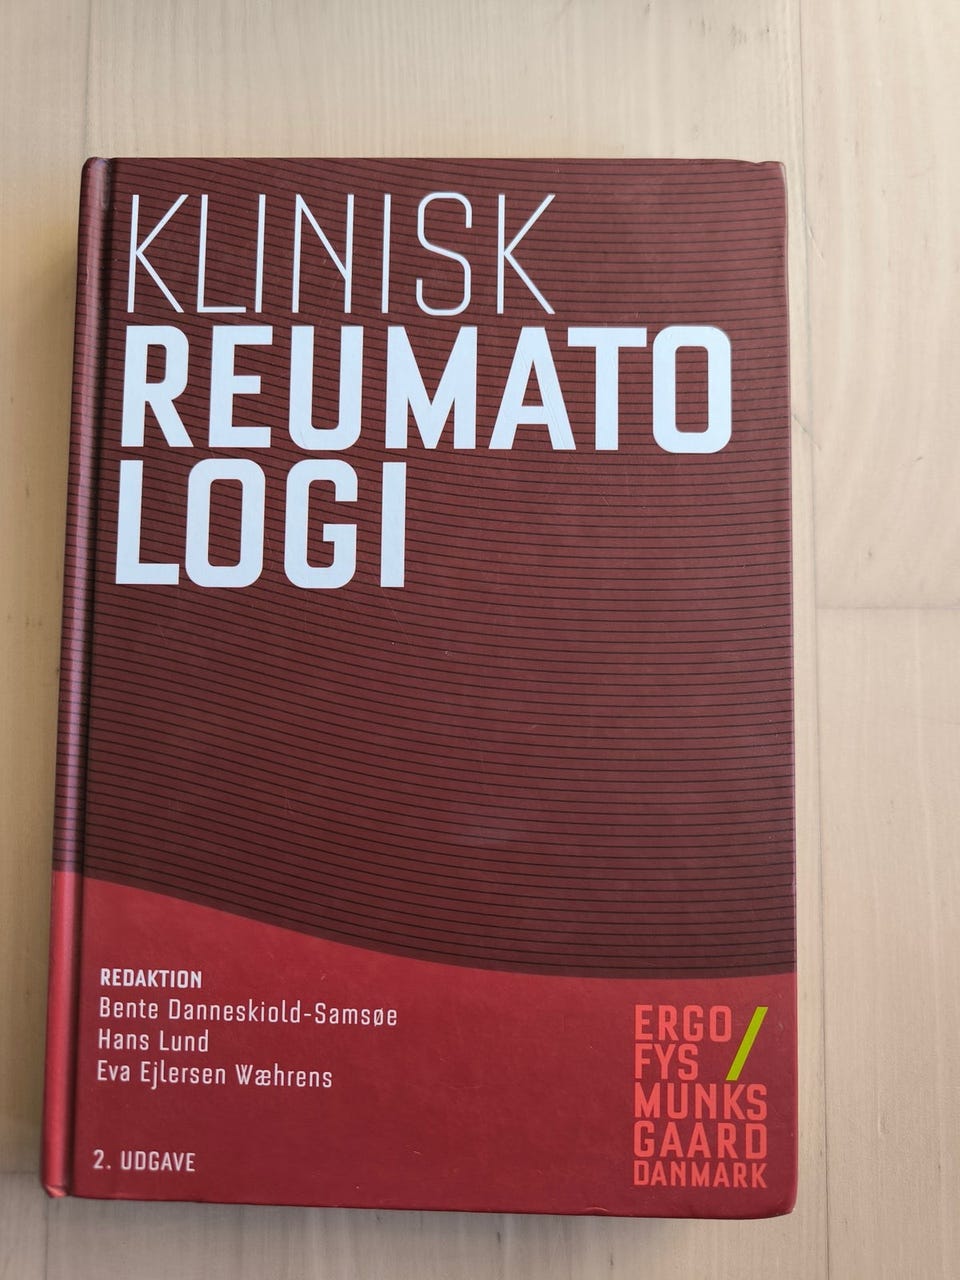 KLINISK
REUMATO
LOGI
REDAKTION
Bente Danneskiold-Samsøe
Hans Lund
Eva Ejlersen Wæhrens
2. UDGAVE
ERGO/
FYS
MUNKS
GAARD
DANMARK